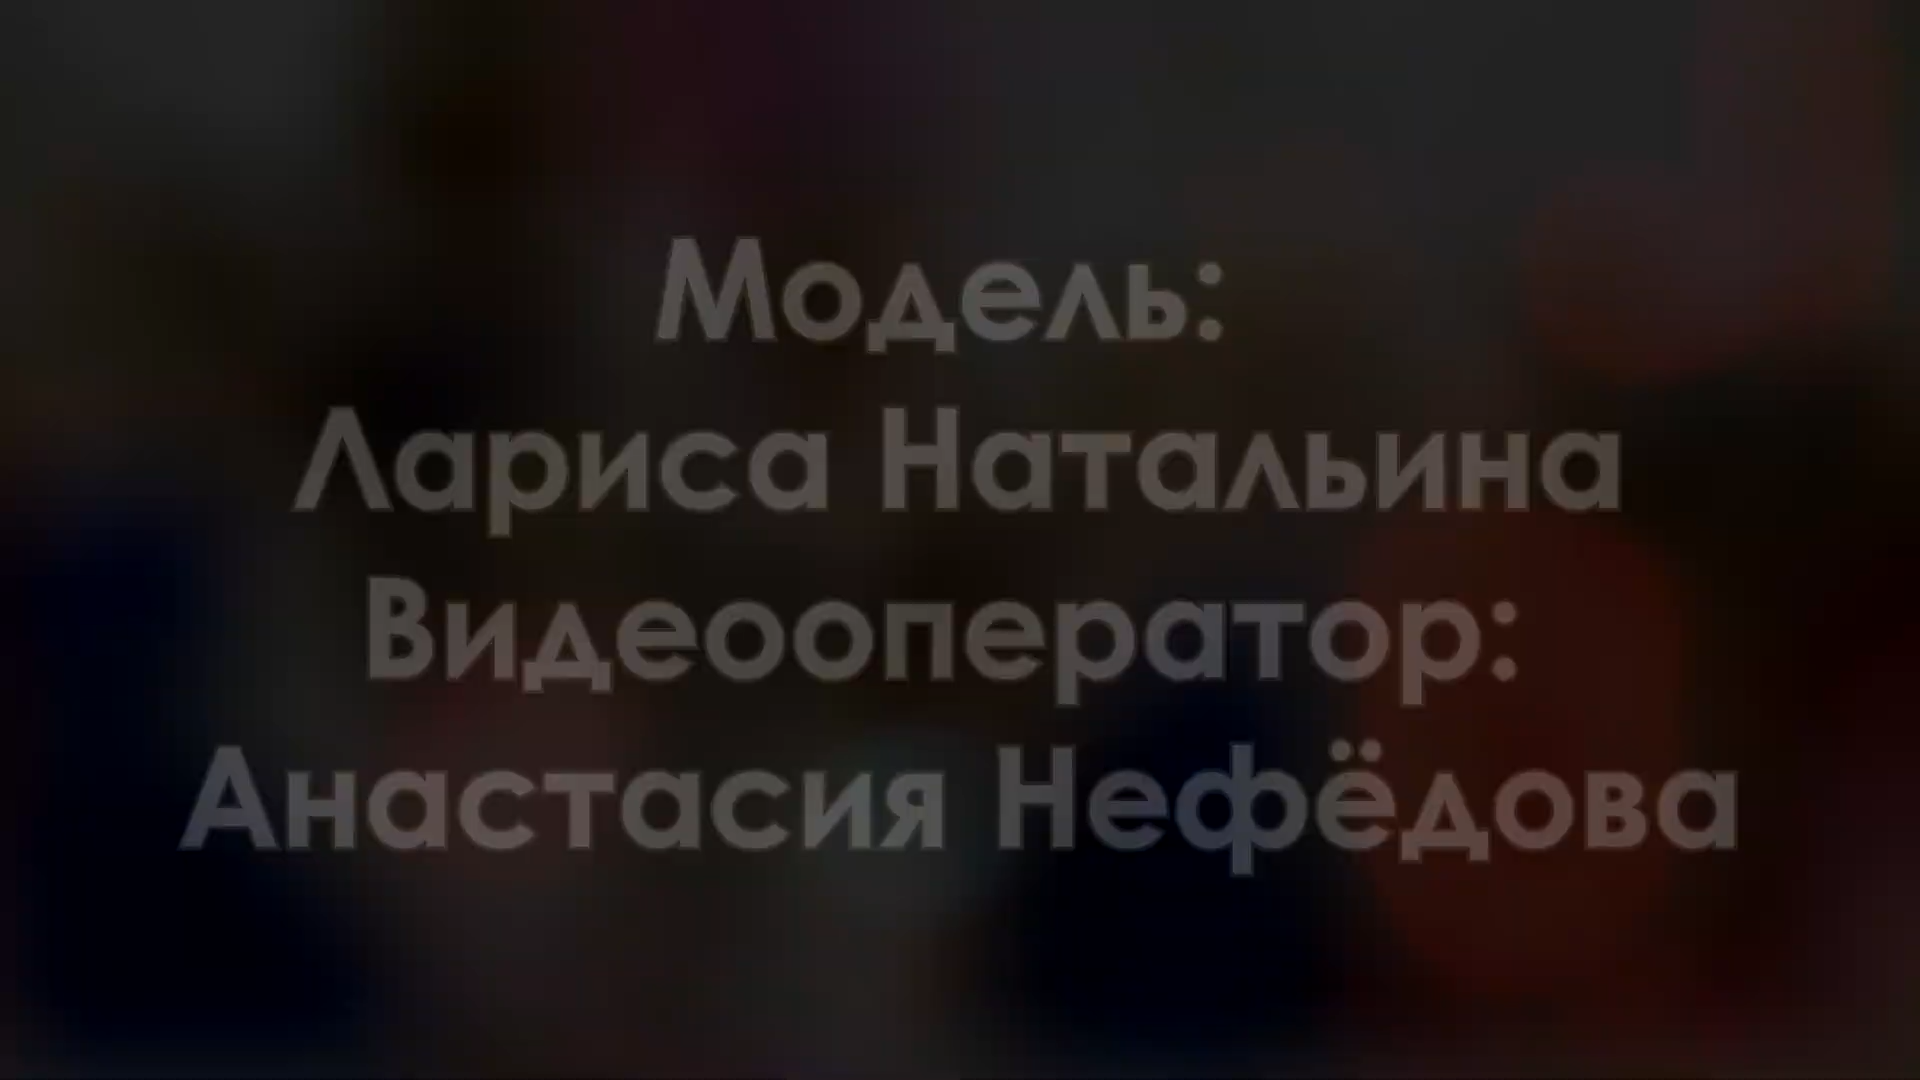 Модель:
Лариса Натальина
Видеооператор:
Анастасия Нефёдова